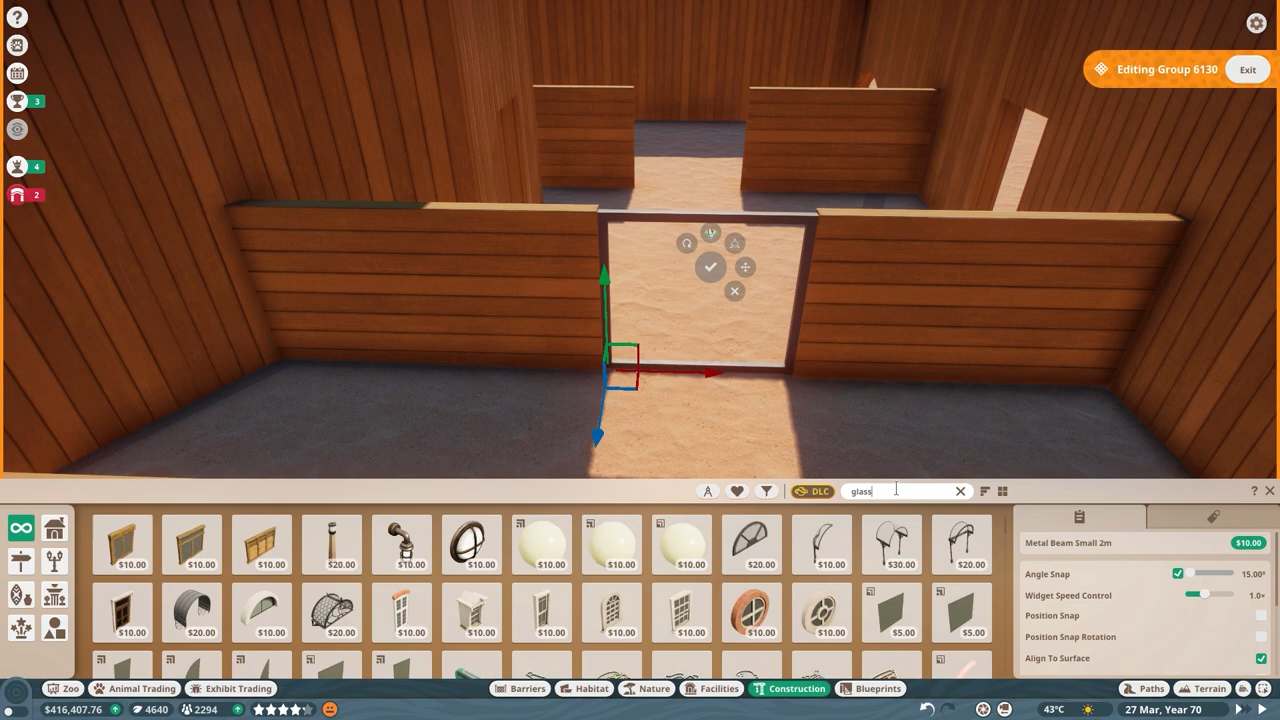 ?
Editing Group 6130
Exit
3
4
2
DLC
glass
?
$10.00 $10.00 $10.00 $20.00 $10.00 $10.00 $10.00 $10.00 $10.00 $20.00 $10.00 $30.00 $20.00
$10.00 $20.00 $10.00 $20.00 $10.00 $10.00 $10.00 $10.00 $10.00 $10.00 $10.00 $5.00 $5.00
Metal Beam Small 2m $10.00
Angle Snap 15.00°
Widget Speed Control 1.0×
Position Snap
Position Snap Rotation
Align To Surface
Zoo Animal Trading Exhibit Trading Barriers Habitat Nature Facilities Construction Blueprints Paths Terrain
$416,407.76 4640 2294 43°C 27 Mar, Year 70